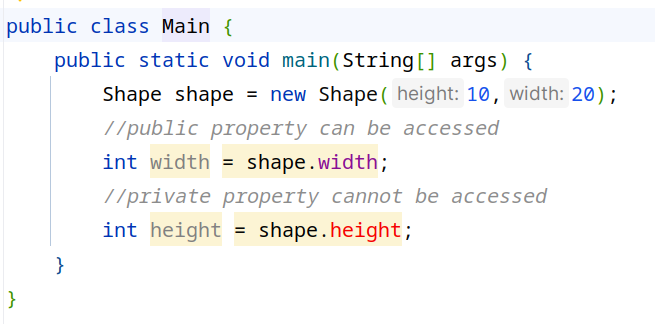 public class Main {
    public static void main(String[] args) {
        Shape shape = new Shape( height: 10, width: 20);
        //public property can be accessed
        int width = shape.width;
        //private property cannot be accessed
        int height = shape.height;
    }
}